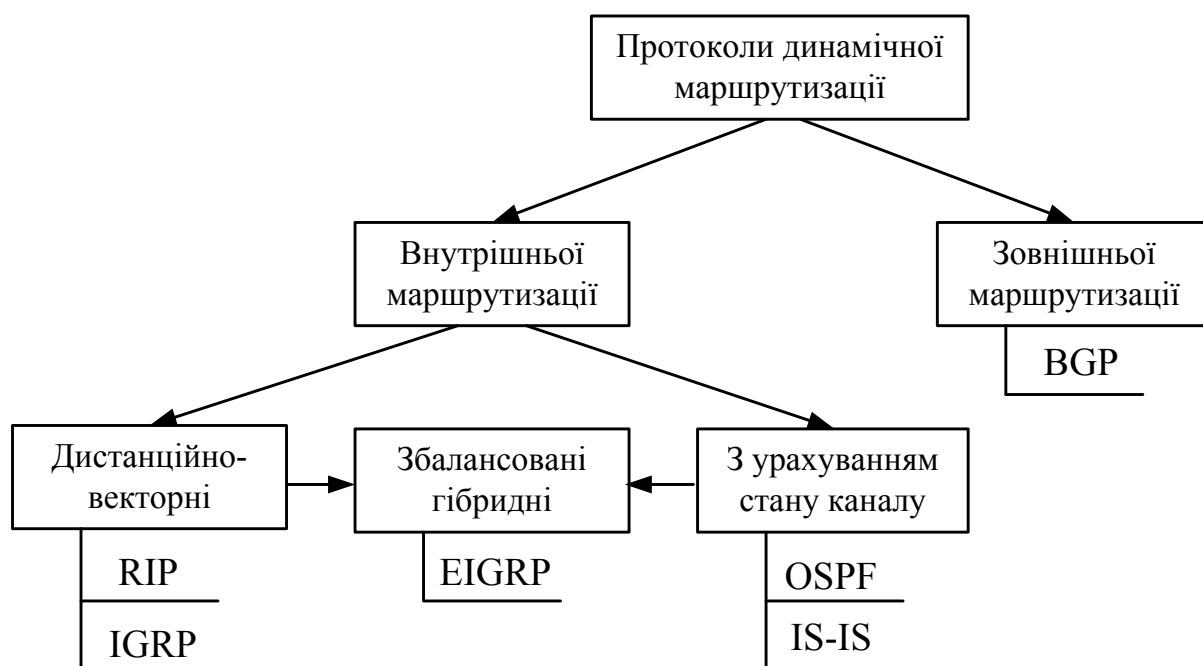 Протоколи динамічної
маршрутизації
Внутрішньої
маршрутизації
Зовнішньої
маршрутизації
BGP
Дистанційно-
векторні
Збалансовані
гібридні
З урахуванням
стану каналу
RIP
IGRP
EIGRP
OSPF
IS-IS